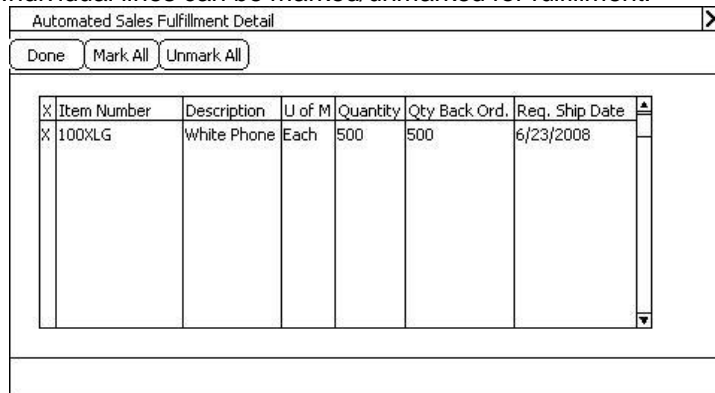 individual lines can be marked/unmarked for fulfillment.
Automated Sales Fulfillment Detail X
Done Mark All Unmark All
X Item Number Description U of M Quantity Qty Back Ord. Req. Ship Date
X 100XLG White Phone Each 500 500 6/23/2008